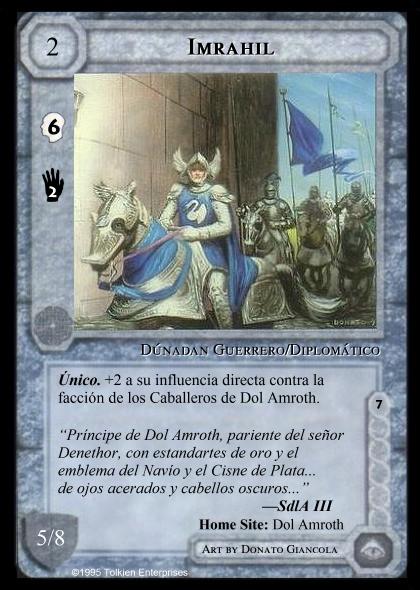 2
IMRAHIL
6
2
DONATO
DÚNADAN GUERRERO/DIPLOMÁTICO
Único. +2 a su influencia directa contra la
facción de los Caballeros de Dol Amroth.
7
“Príncipe de Dol Amroth, pariente del señor
Denethor, con estandartes de oro y el
emblema del Navío y el Cisne de Plata...
de ojos acerados y cabellos oscuros...”
—SdlA III
Home Site: Dol Amroth
5/8
ART BY DONATO GIANCOLA
©1995 Tolkien Enterprises